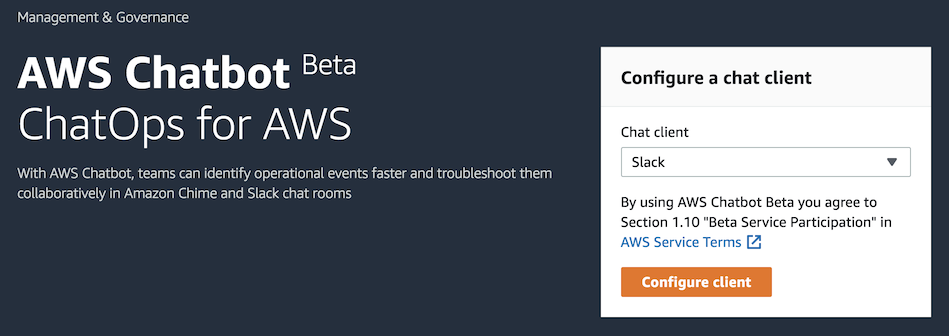 Management & Governance
AWS Chatbot Beta
ChatOps for AWS
With AWS Chatbot, teams can identify operational events faster and troubleshoot them
collaboratively in Amazon Chime and Slack chat rooms
Configure a chat client
Chat client
Slack
By using AWS Chatbot Beta you agree to
Section 1.10 "Beta Service Participation" in
AWS Service Terms
Configure client